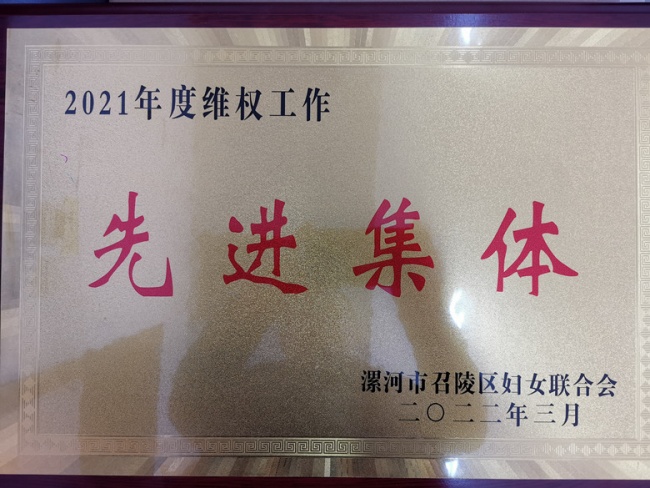 2021年度维权工作
先进集体
漯河市召陵区妇女联合会
二〇二二年三月